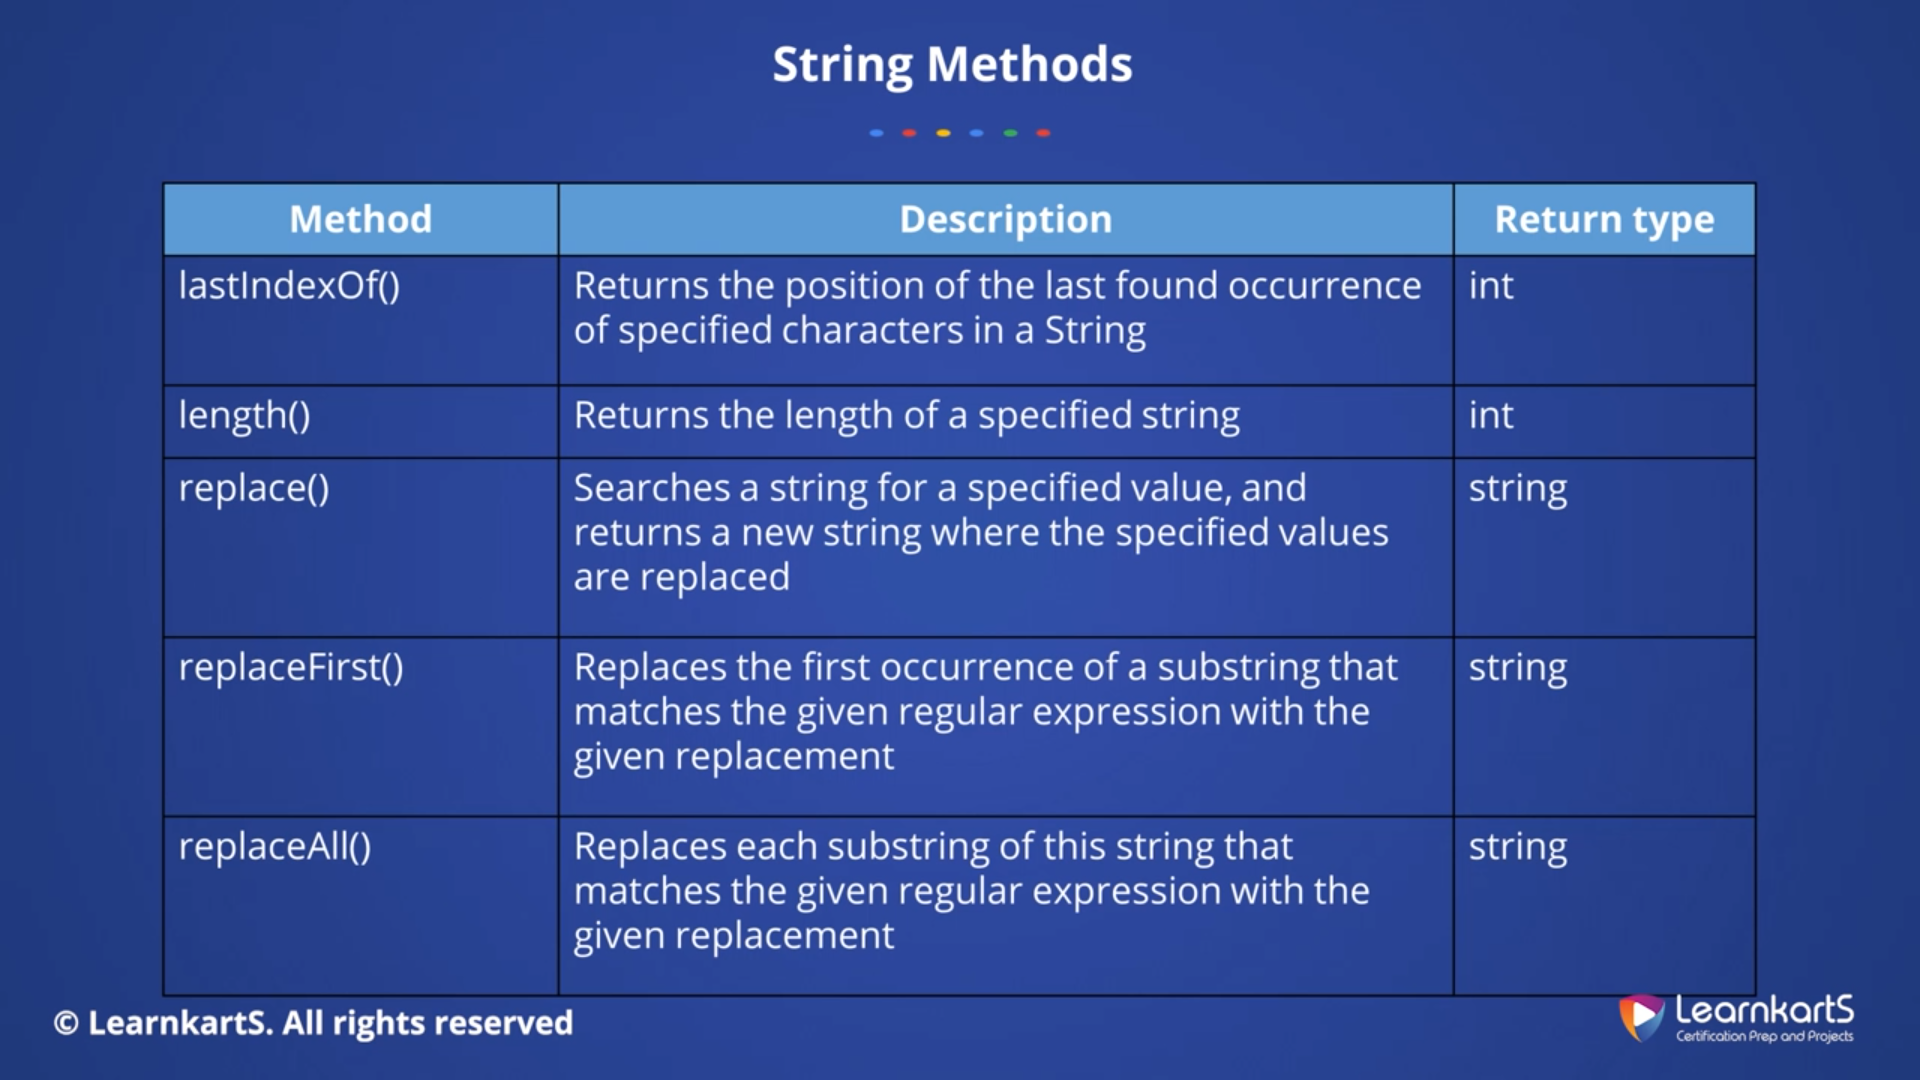 String Methods
Method Description Return type
lastIndexOf() Returns the position of the last found occurrence int
of specified characters in a String
length() Returns the length of a specified string int
replace() Searches a string for a specified value, and string
returns a new string where the specified values
are replaced
replaceFirst() Replaces the first occurrence of a substring that string
matches the given regular expression with the
given replacement
replaceAll() Replaces each substring of this string that string
matches the given regular expression with the
given replacement
© LearnkartS. All rights reserved
LearnkartS
Certification Prep and Projects